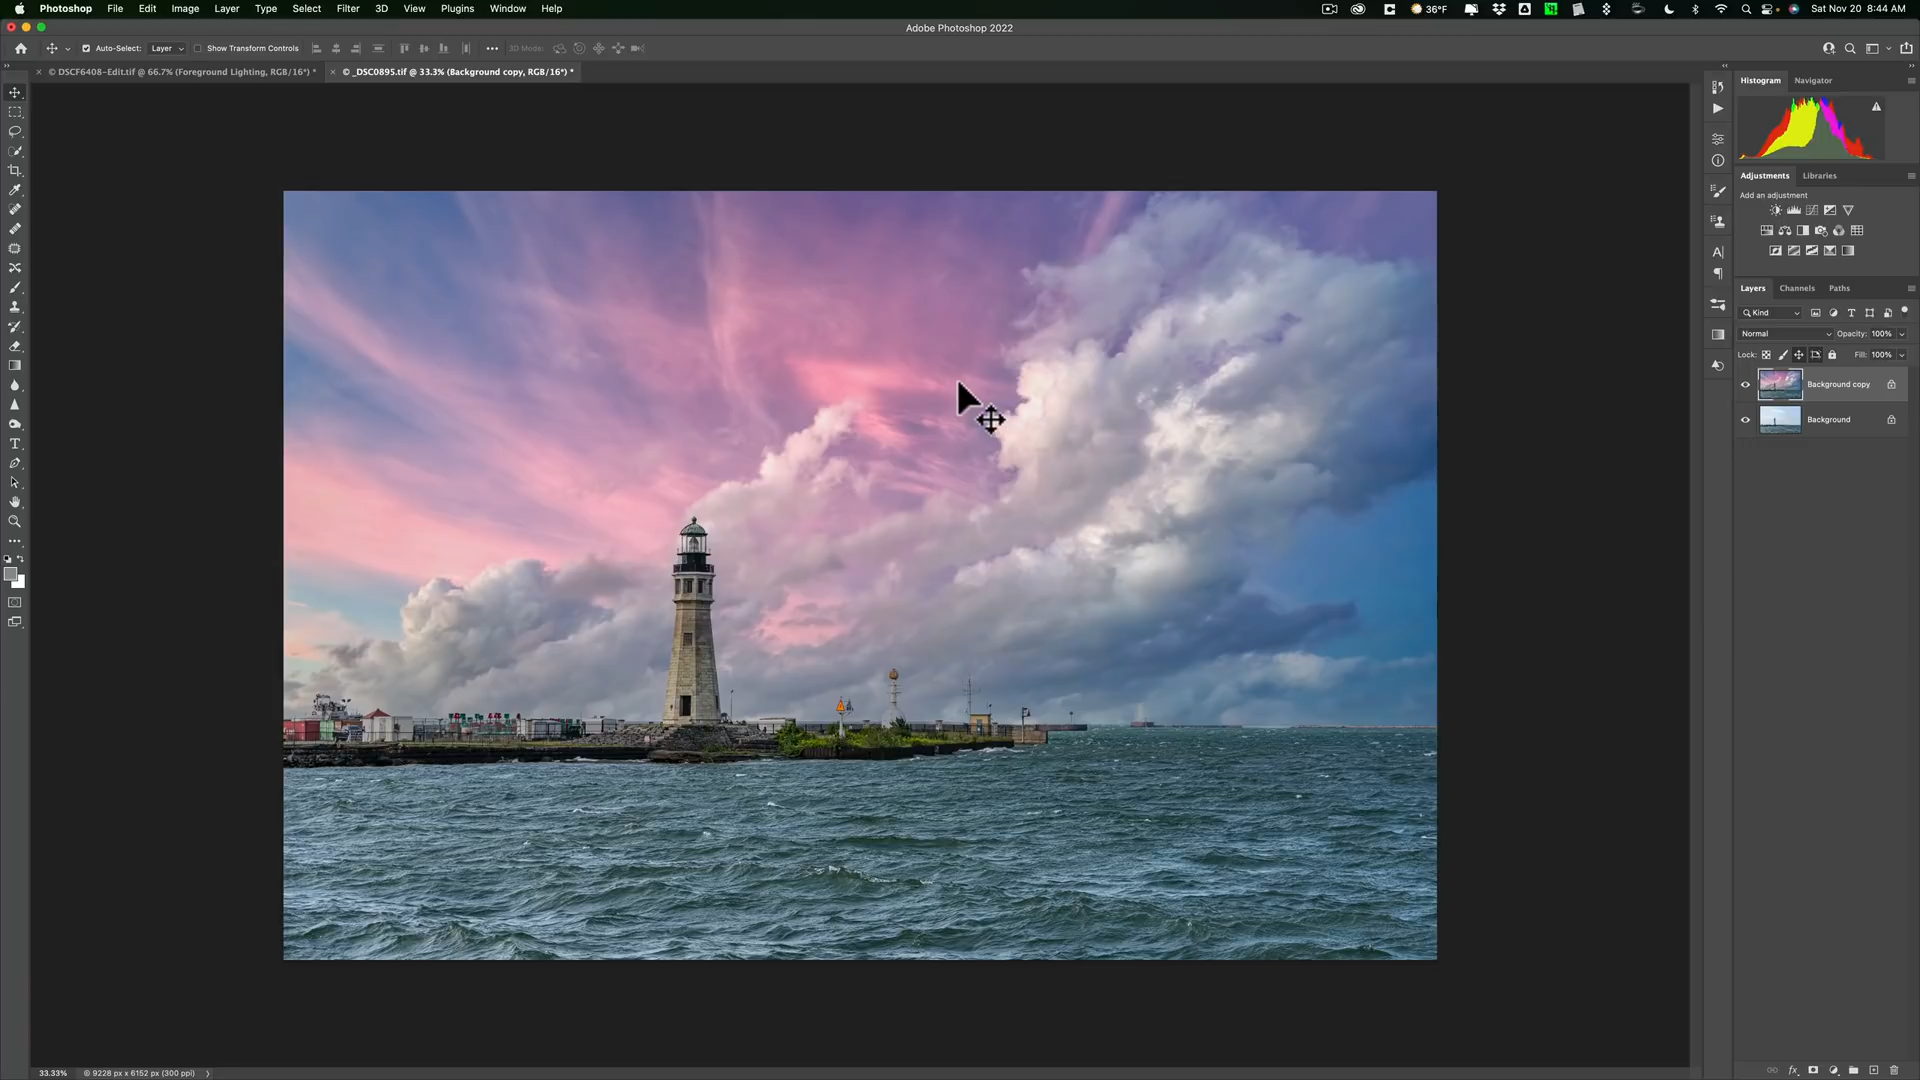 Photoshop File Edit Image Layer Type Select Filter 3D View Plugins Window Help 36°F Sat Nov 20 8:44 AM
Adobe Photoshop 2022
Auto-Select: Layer Show Transform Controls 3D Mode:
© DSCF6408-Edit.tif @ 66.7% (Foreground Lighting, RGB/16*) *
© _DSC0895.tif @ 33.3% (Background copy, RGB/16*) *
Histogram Navigator
Adjustments Libraries
Add an adjustment
Layers Channels Paths
Kind
Normal Opacity: 100%
Lock: Fill: 100%
Background copy
Background
33.33% 9228 px x 6152 px (300 ppi)